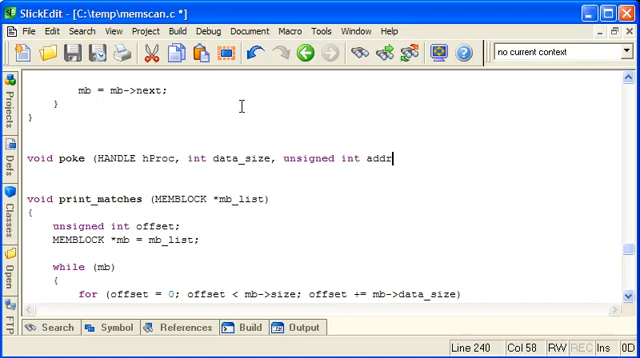 SlickEdit - [C:\temp\memscan.c *]
File Edit Search View Project Build Debug Document Macro Tools Window Help
no current context
Projects
Defs
Classes
Open
FTP
mb = mb->next;
}
}
void poke (HANDLE hProc, int data_size, unsigned int addr
void print_matches (MEMBLOCK *mb_list)
{
unsigned int offset;
MEMBLOCK *mb = mb_list;
while (mb)
{
for (offset = 0; offset < mb->size; offset += mb->data_size)
Search Symbol References Build Output
Line 240 Col 58 RW REC Ins 0D